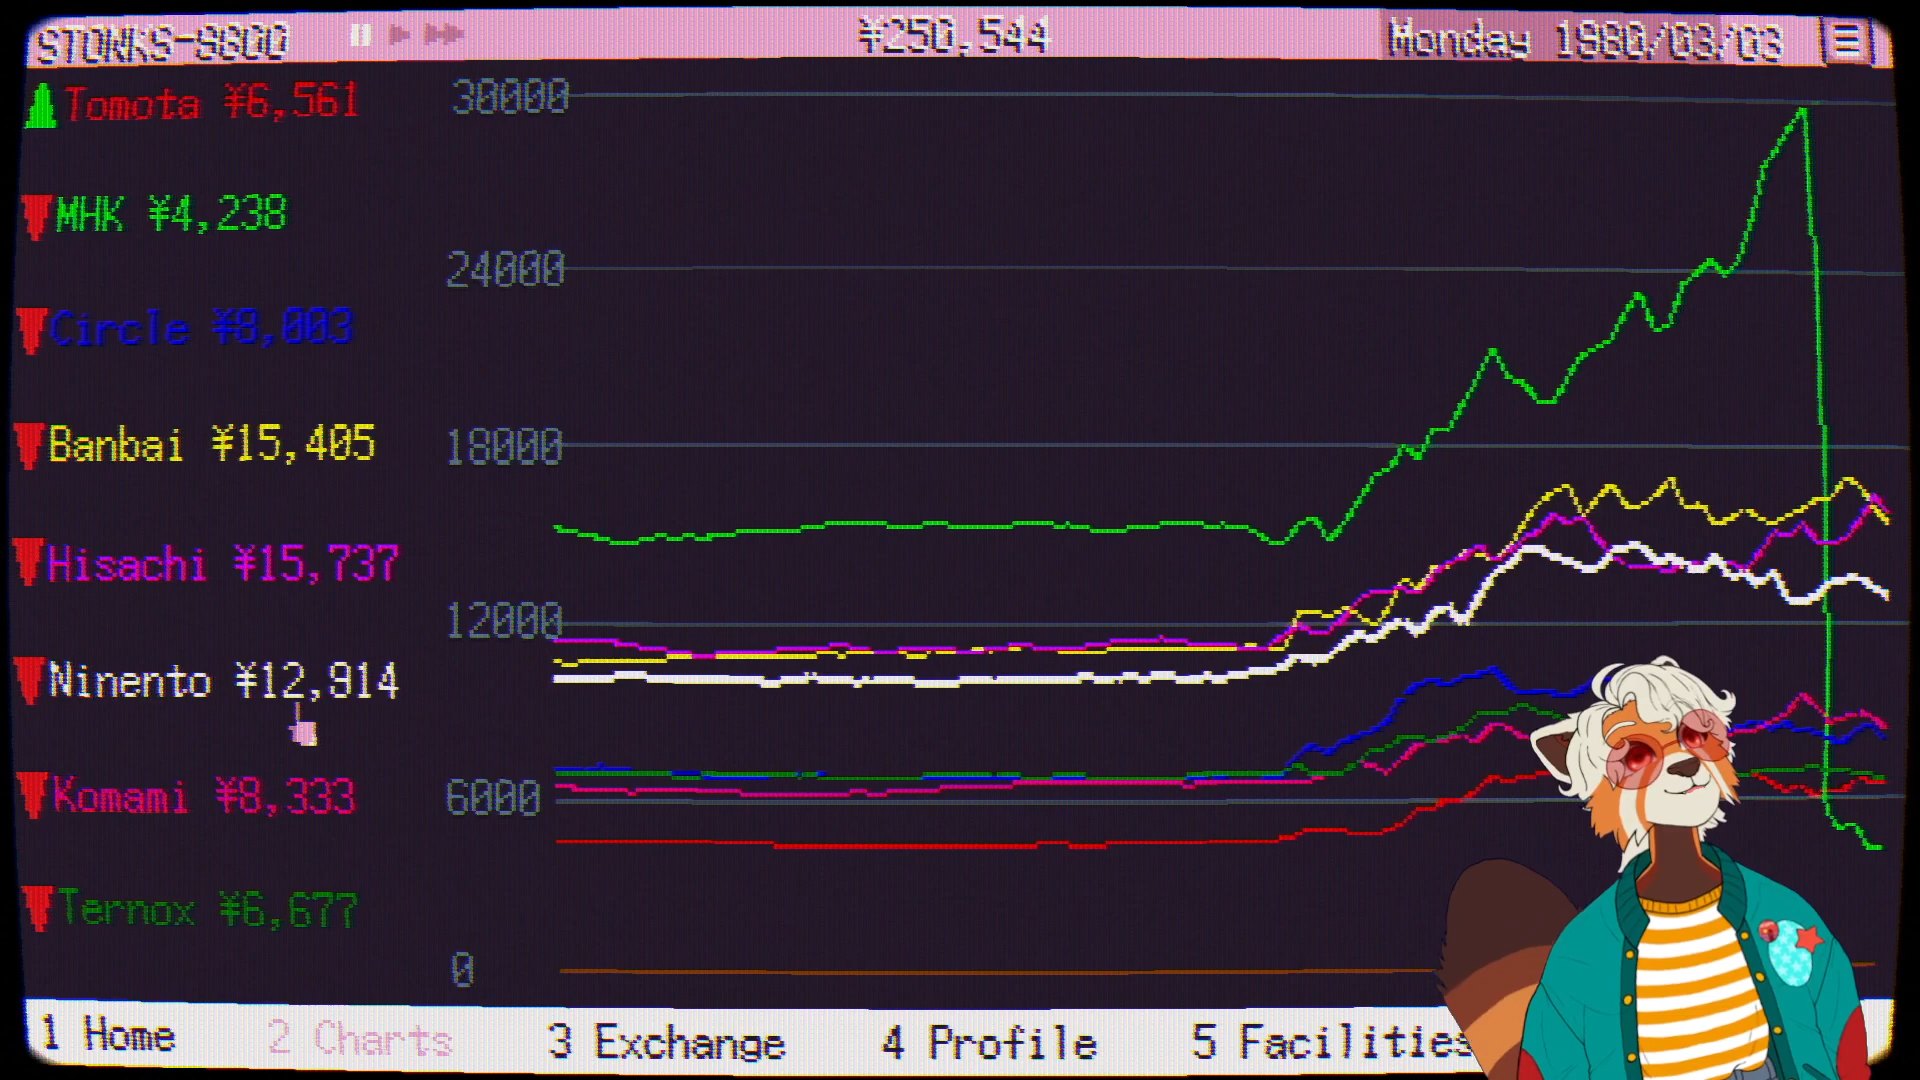 STONKS-9800
¥250,544
Monday 1980/03/03
Tomota ¥6,561
MHK ¥4,238
Circle ¥8,003
Banbai ¥15,405
Hisachi ¥15,737
Ninento ¥12,914
Komami ¥8,333
Ternox ¥6,677
30000
24000
18000
12000
6000
0
1 Home
2 Charts
3 Exchange
4 Profile
5 Facilities